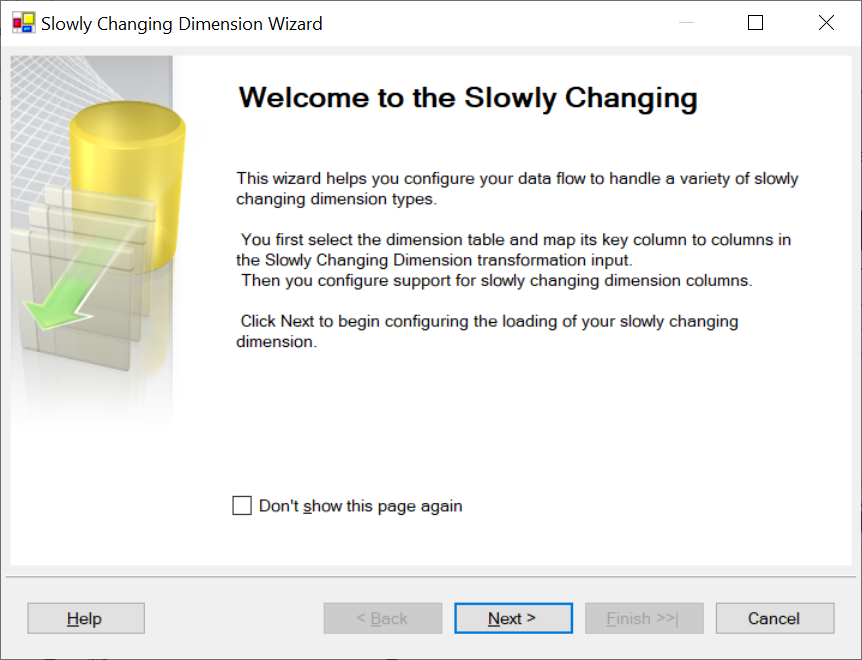 Slowly Changing Dimension Wizard
Welcome to the Slowly Changing
This wizard helps you configure your data flow to handle a variety of slowly
changing dimension types.
You first select the dimension table and map its key column to columns in
the Slowly Changing Dimension transformation input.
Then you configure support for slowly changing dimension columns.
Click Next to begin configuring the loading of your slowly changing
dimension.
Don't show this page again
Help
< Back
Next >
Finish >>|
Cancel